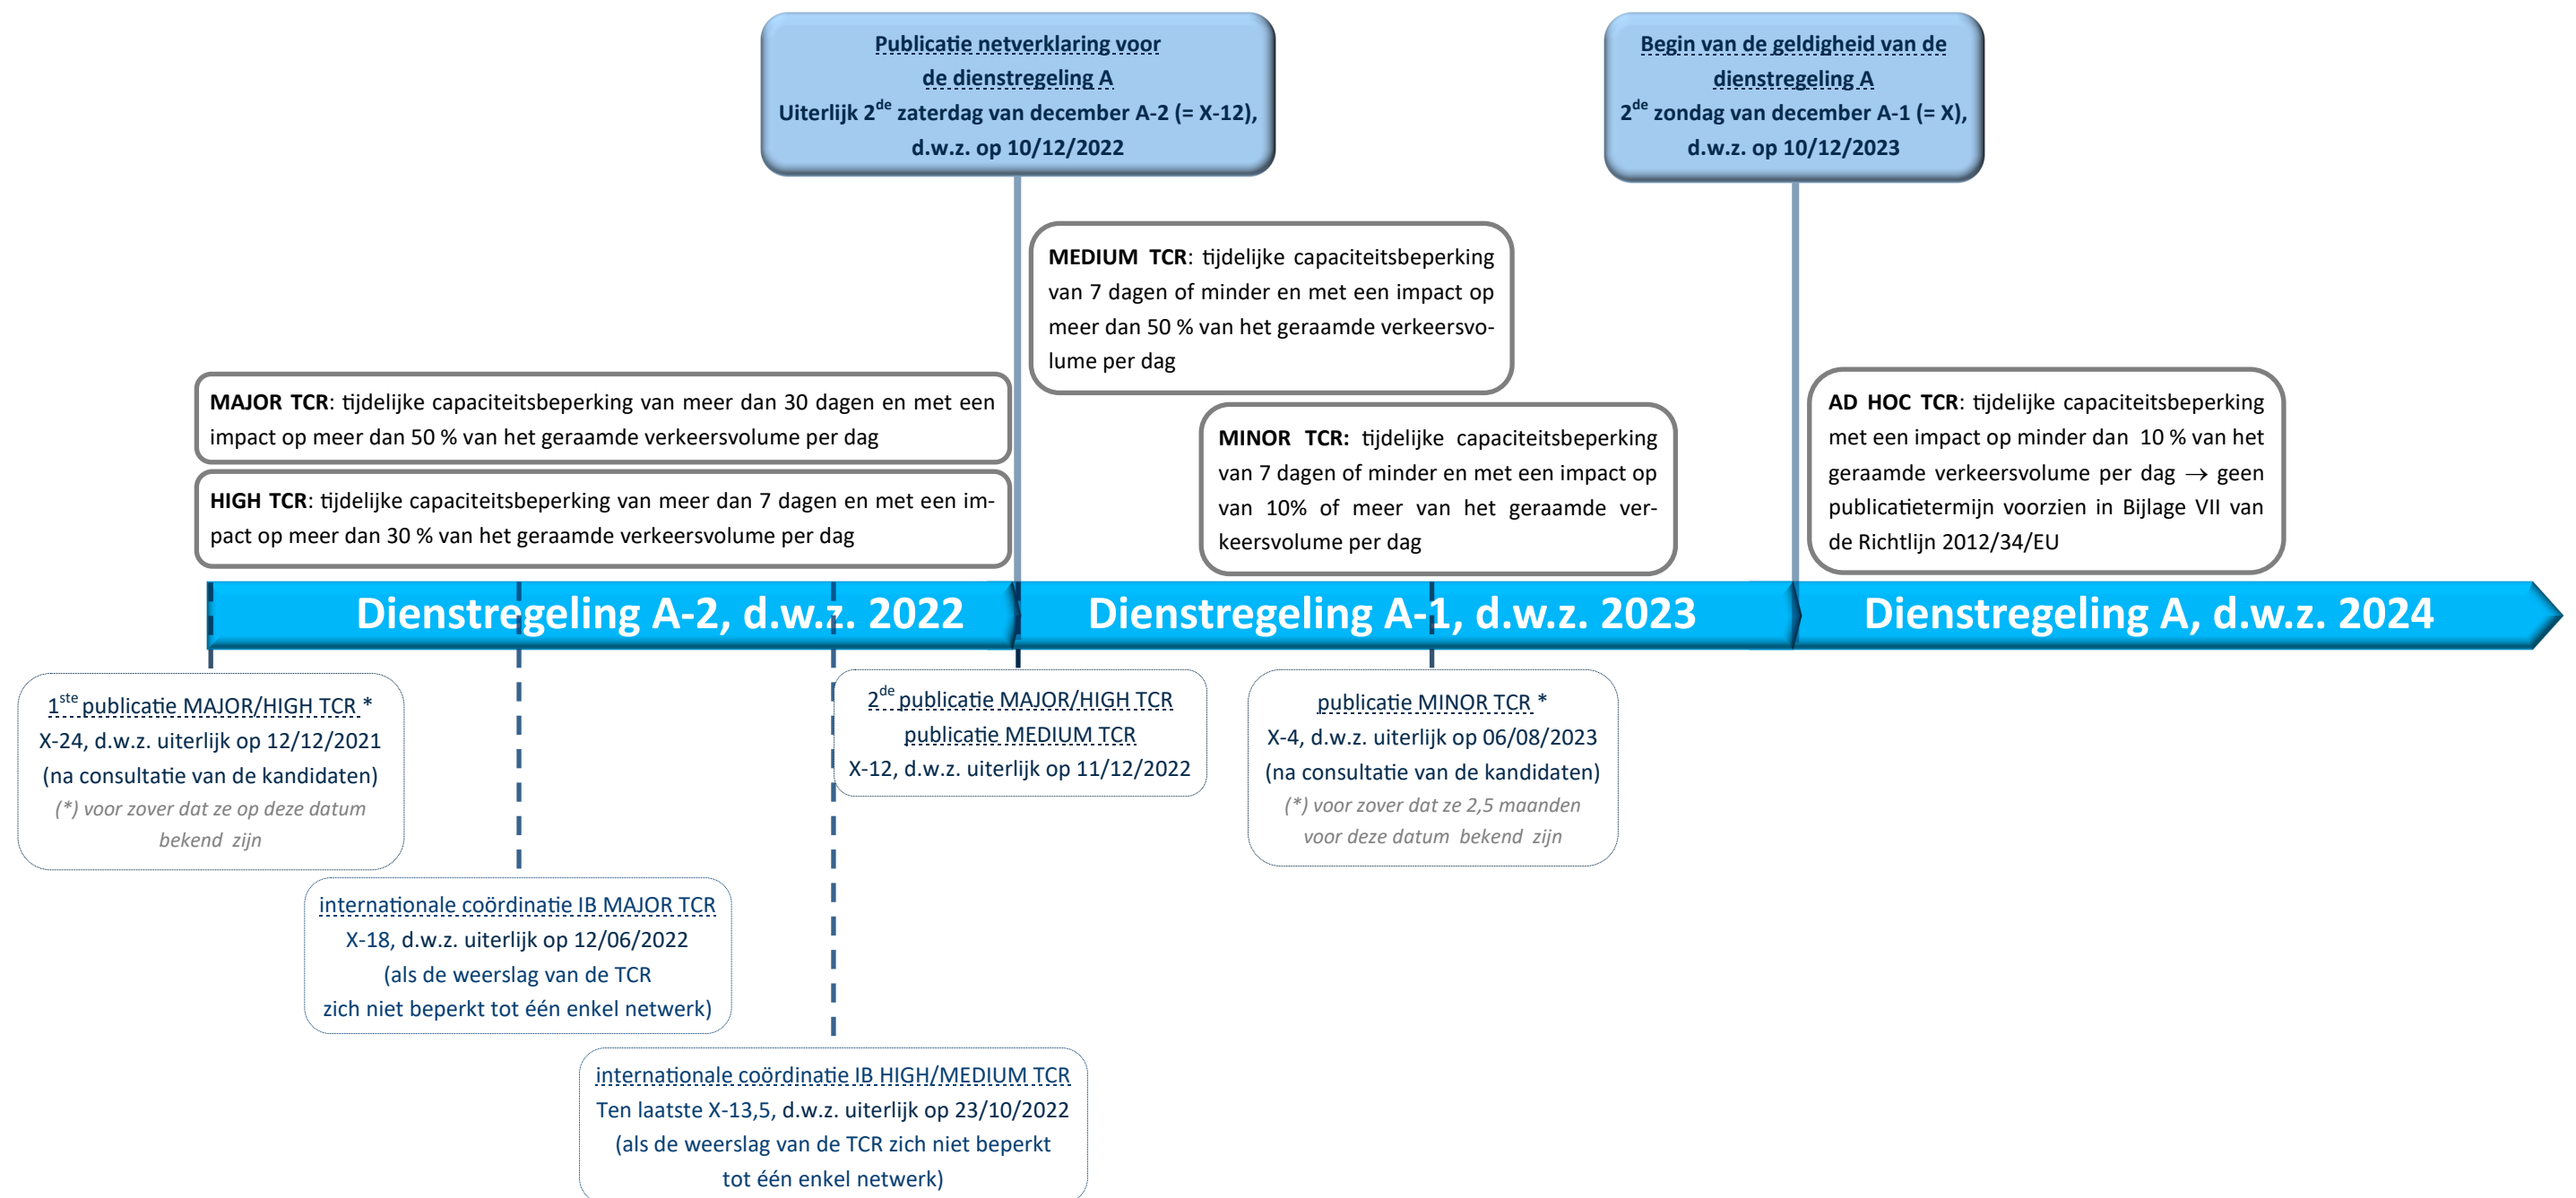 Publicatie netverklaring voor
de dienstregeling A
Uiterlijk 2de zaterdag van december A-2 (= X-12),
d.w.z. op 10/12/2022
Begin van de geldigheid van de
dienstregeling A
2de zondag van december A-1 (= X),
d.w.z. op 10/12/2023
MEDIUM TCR: tijdelijke capaciteitsbeperking
van 7 dagen of minder en met een impact op
meer dan 50 % van het geraamde verkeersvo-
lume per dag
MAJOR TCR: tijdelijke capaciteitsbeperking van meer dan 30 dagen en met een
impact op meer dan 50 % van het geraamde verkeersvolume per dag
HIGH TCR: tijdelijke capaciteitsbeperking van meer dan 7 dagen en met een im-
pact op meer dan 30 % van het geraamde verkeersvolume per dag
MINOR TCR: tijdelijke capaciteitsbeperking
van 7 dagen of minder en met een impact op
van 10% of meer van het geraamde ver-
keersvolume per dag
AD HOC TCR: tijdelijke capaciteitsbeperking
met een impact op minder dan 10 % van het
geraamde verkeersvolume per dag → geen
publicatietermijn voorzien in Bijlage VII van
de Richtlijn 2012/34/EU
Dienstregeling A-2, d.w.z. 2022
Dienstregeling A-1, d.w.z. 2023
Dienstregeling A, d.w.z. 2024
1ste publicatie MAJOR/HIGH TCR *
X-24, d.w.z. uiterlijk op 12/12/2021
(na consultatie van de kandidaten)
(*) voor zover dat ze op deze datum
bekend zijn
2de publicatie MAJOR/HIGH TCR
publicatie MEDIUM TCR
X-12, d.w.z. uiterlijk op 11/12/2022
publicatie MINOR TCR *
X-4, d.w.z. uiterlijk op 06/08/2023
(na consultatie van de kandidaten)
(*) voor zover dat ze 2,5 maanden
voor deze datum bekend zijn
internationale coördinatie IB MAJOR TCR
X-18, d.w.z. uiterlijk op 12/06/2022
(als de weerslag van de TCR
zich niet beperkt tot één enkel netwerk)
internationale coördinatie IB HIGH/MEDIUM TCR
Ten laatste X-13,5, d.w.z. uiterlijk op 23/10/2022
(als de weerslag van de TCR zich niet beperkt
tot één enkel netwerk)